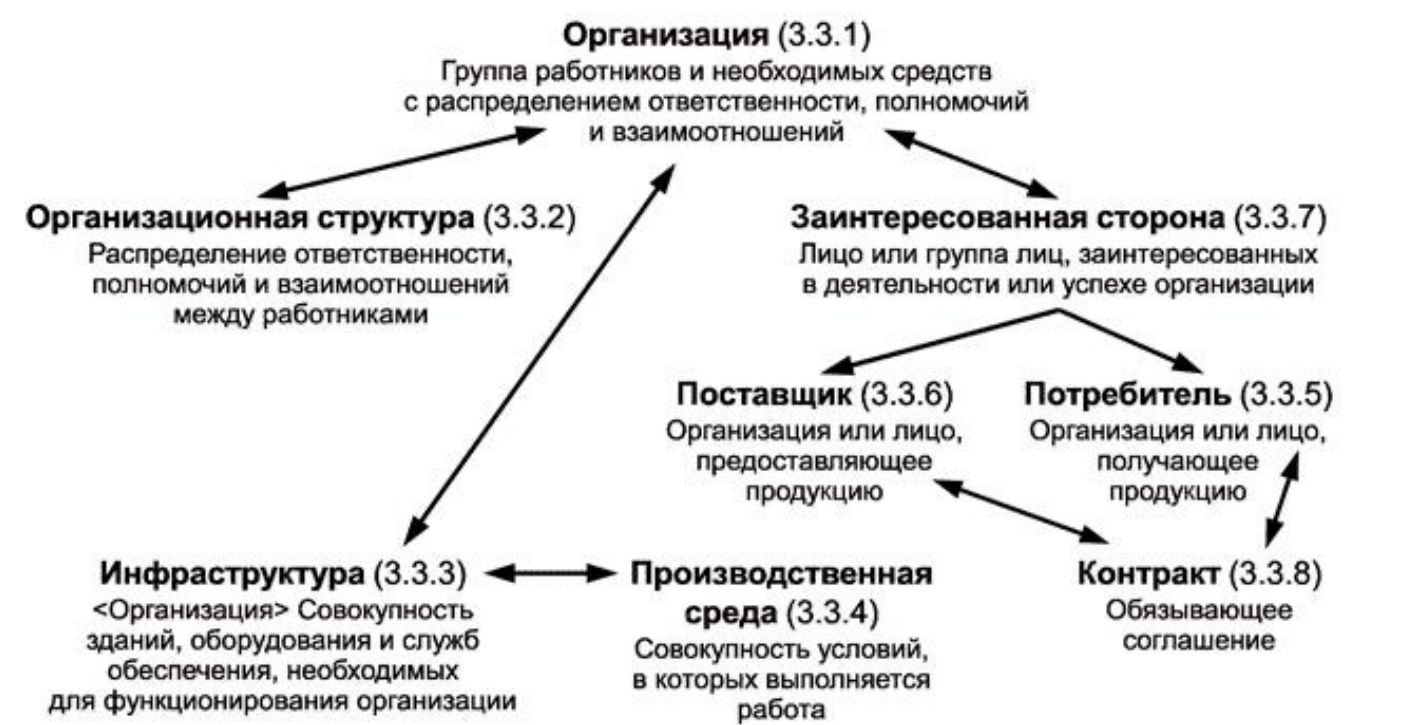 Организация (3.3.1)
Группа работников и необходимых средств
с распределением ответственности, полномочий
и взаимоотношений
Организационная структура (3.3.2)
Распределение ответственности,
полномочий и взаимоотношений
между работниками
Заинтересованная сторона (3.3.7)
Лицо или группа лиц, заинтересованных
в деятельности или успехе организации
Поставщик (3.3.6)
Организация или лицо,
предоставляющее
продукцию
Потребитель (3.3.5)
Организация или лицо,
получающее
продукцию
Инфраструктура (3.3.3)
<Организация> Совокупность
зданий, оборудования и служб
обеспечения, необходимых
для функционирования организации
Производственная
среда (3.3.4)
Совокупность условий,
в которых выполняется
работа
Контракт (3.3.8)
Обязывающее
соглашение